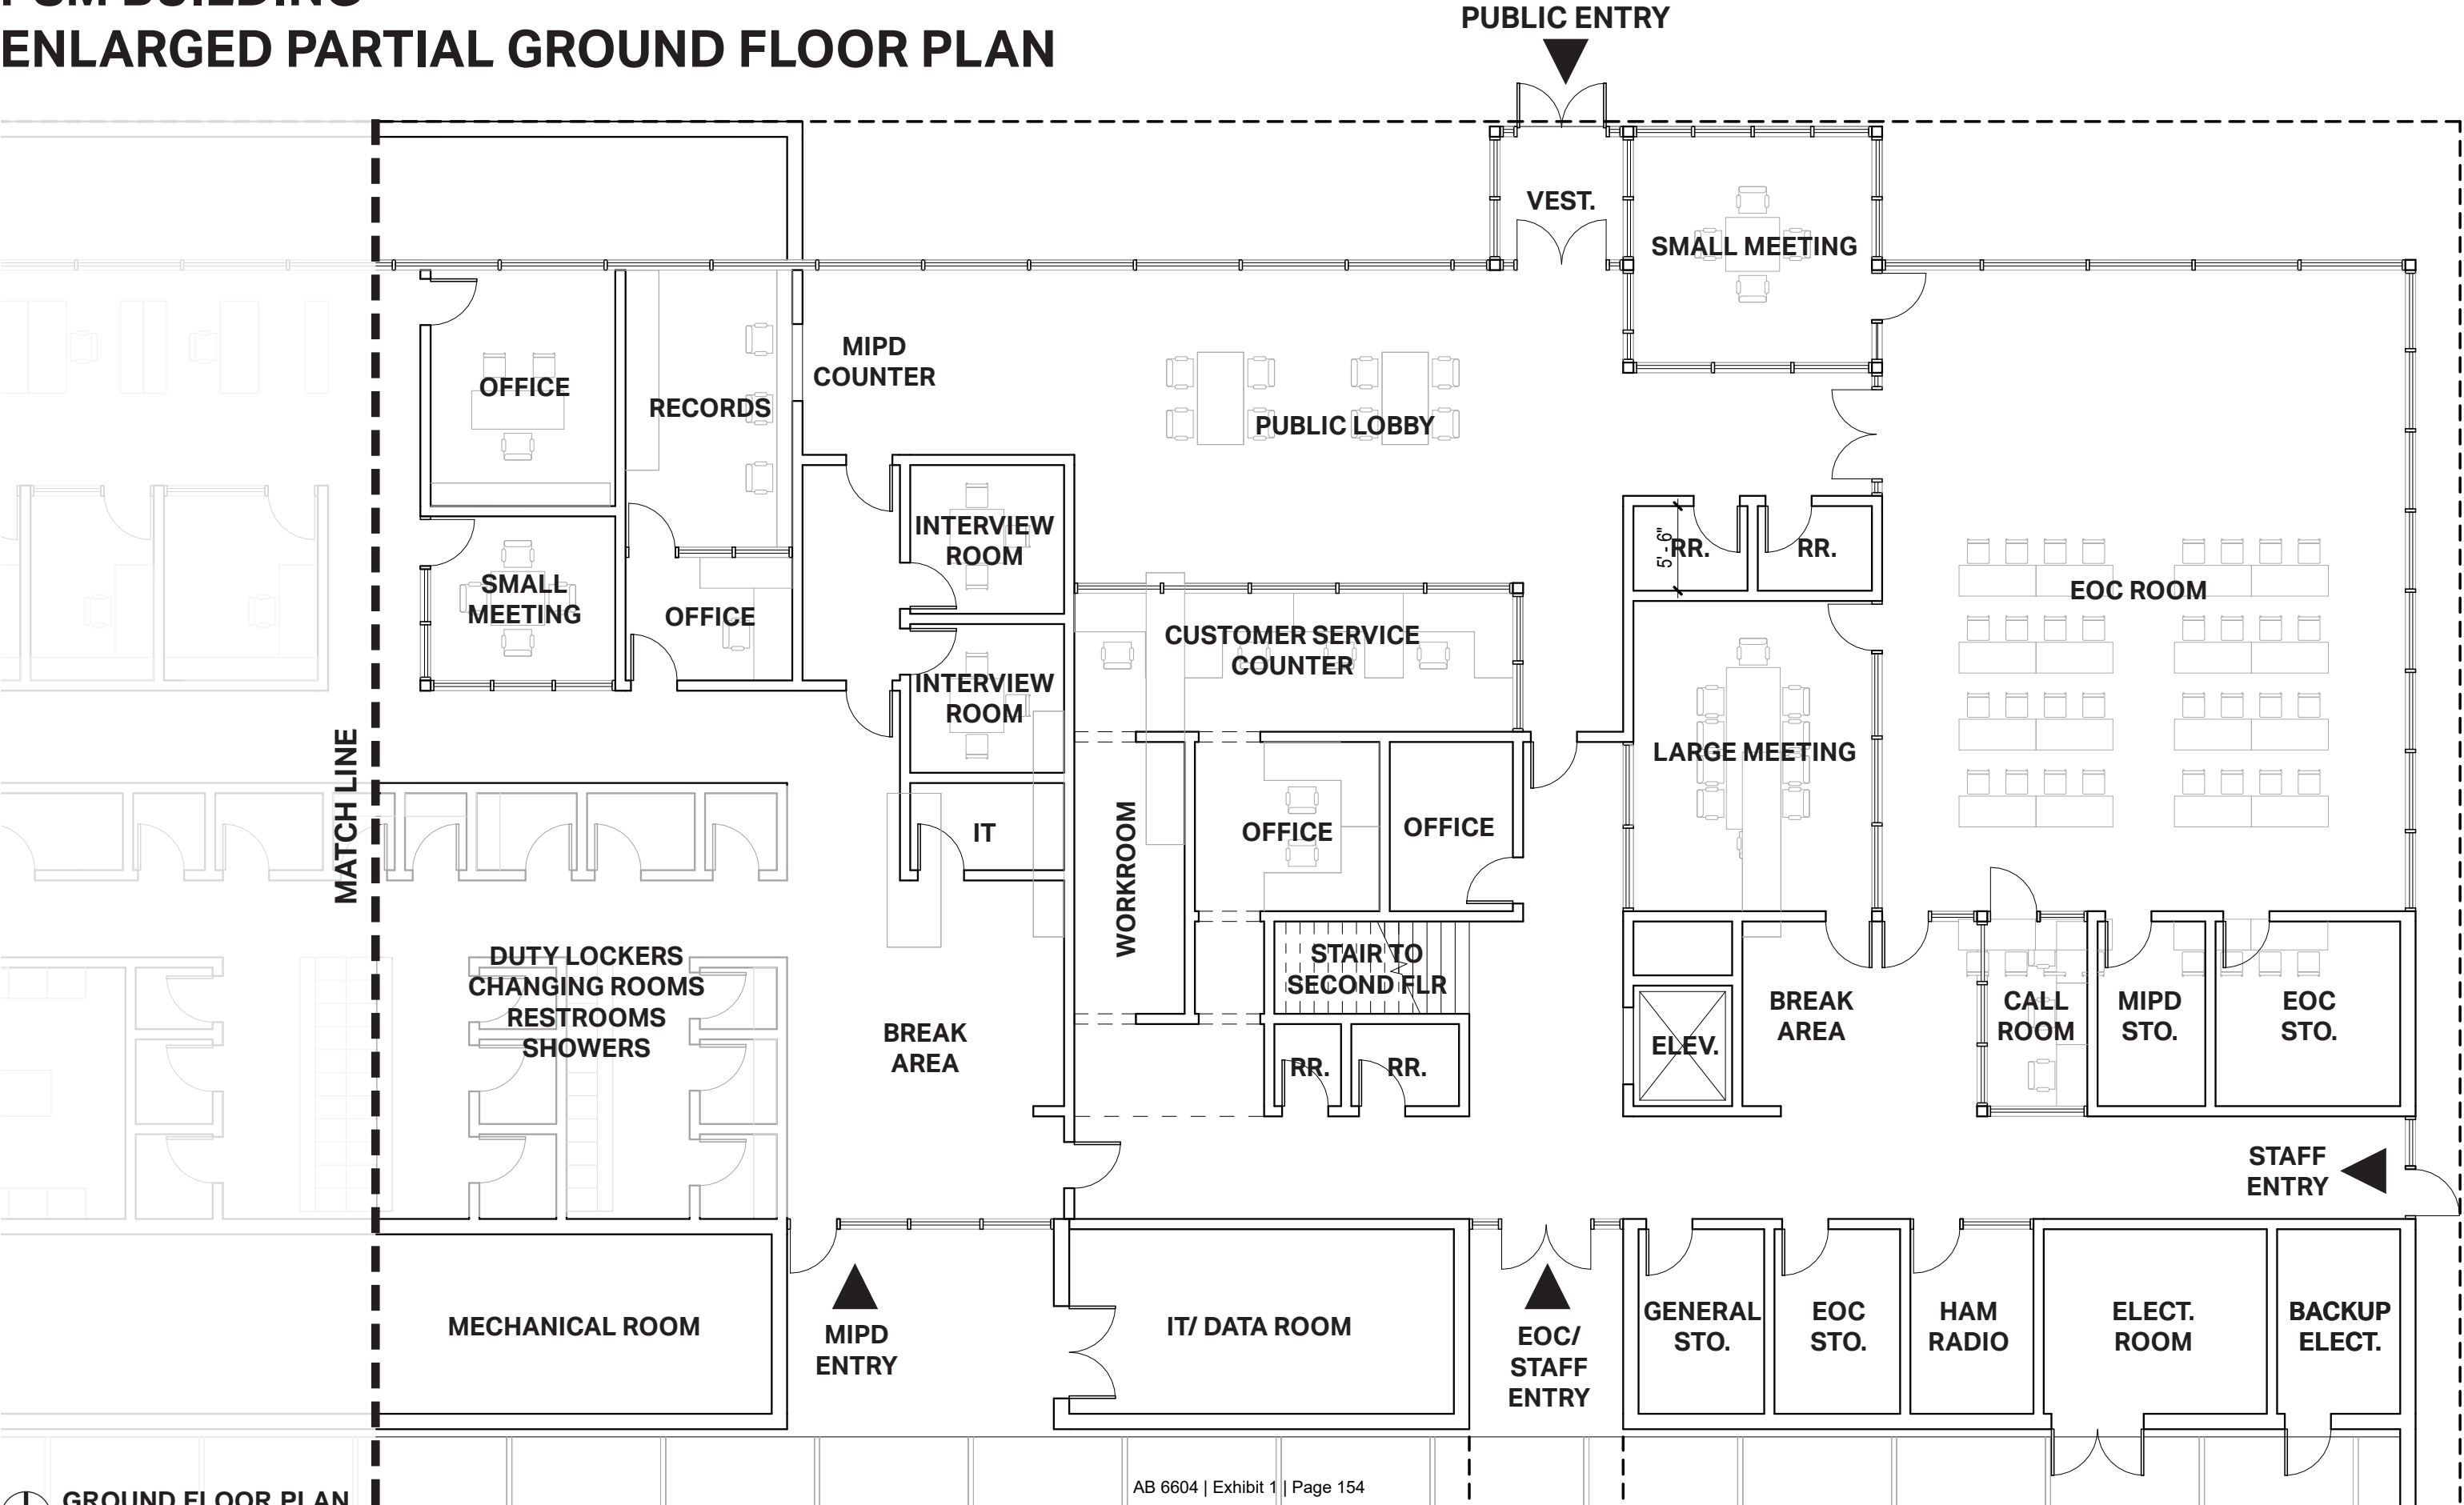 ENLARGED PARTIAL GROUND FLOOR PLAN
PUBLIC ENTRY
VEST.
SMALL MEETING
MIPD
COUNTER
OFFICE
RECORDS
PUBLIC LOBBY
INTERVIEW
ROOM
5' - 6"
RR.
RR.
EOC ROOM
SMALL
MEETING
OFFICE
CUSTOMER SERVICE
COUNTER
INTERVIEW
ROOM
LARGE MEETING
MATCH LINE
IT
WORKROOM
OFFICE
OFFICE
DUTY LOCKERS
CHANGING ROOMS
RESTROOMS
SHOWERS
STAIR TO
SECOND FLR
BREAK
AREA
ELEV.
BREAK
AREA
CALL
ROOM
MIPD
STO.
EOC
STO.
RR.
RR.
STAFF
ENTRY
MECHANICAL ROOM
MIPD
ENTRY
IT/ DATA ROOM
EOC/
STAFF
ENTRY
GENERAL
STO.
EOC
STO.
HAM
RADIO
ELECT.
ROOM
BACKUP
ELECT.
AB 6604 | Exhibit 1 | Page 154
GROUND FLOOR PLAN